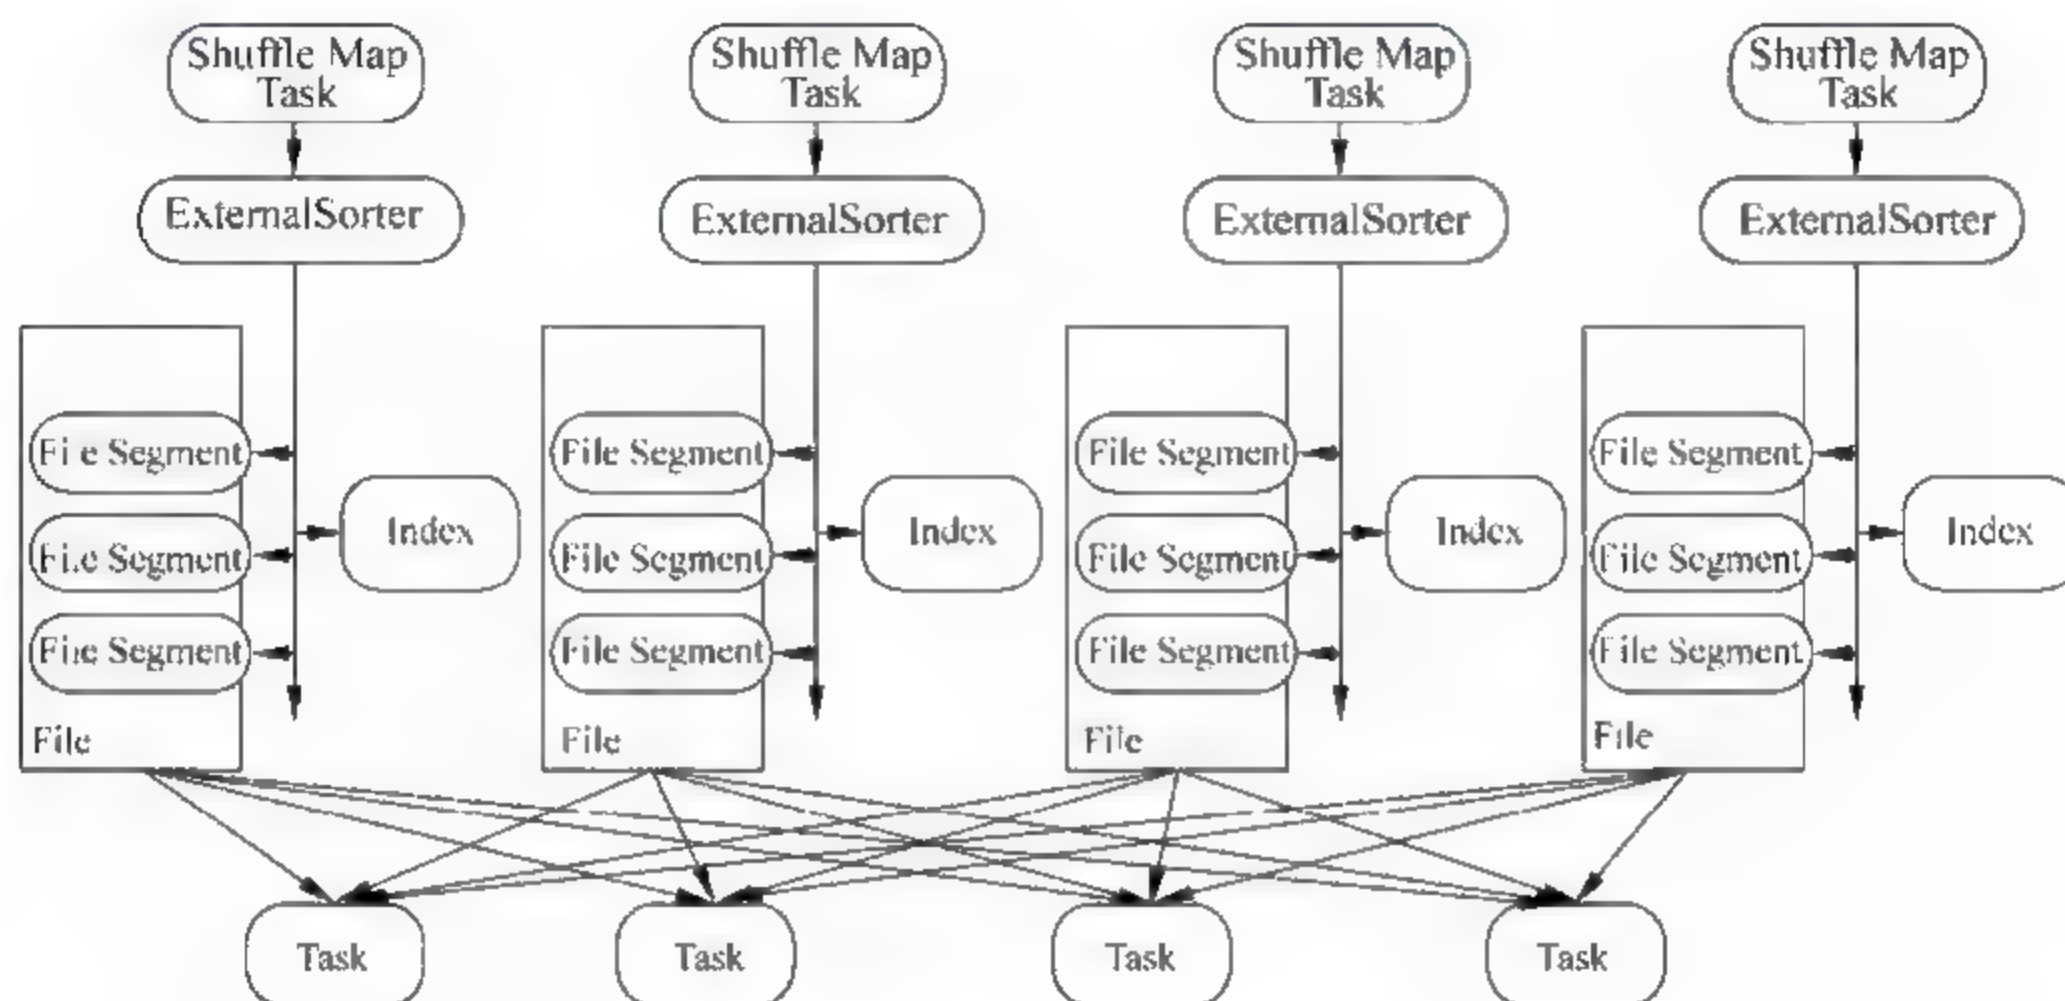 Shuffle Map
Task
Shuffle Map
Task
Shuffle Map
Task
Shuffle Map
Task
ExternalSorter
ExternalSorter
ExternalSorter
ExternalSorter
File Segment
File Segment
File Segment
File Segment
Index
Index
Index
Index
File Segment
File Segment
File Segment
File Segment
File Segment
File Segment
File Segment
File Segment
File
File
File
File
Task
Task
Task
Task